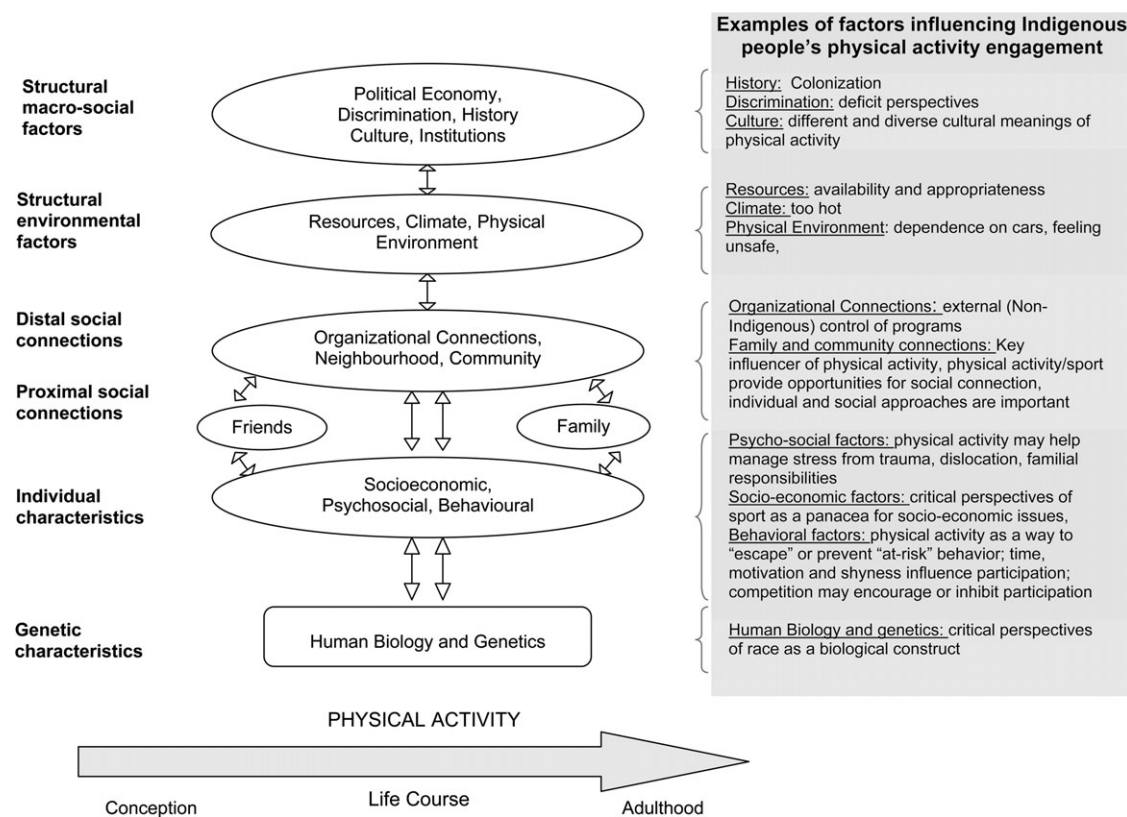 Examples of factors influencing Indigenous
people's physical activity engagement
Structural
macro-social
factors
Political Economy,
Discrimination, History
Culture, Institutions
History: Colonization
Discrimination: deficit perspectives
Culture: different and diverse cultural meanings of
physical activity
Structural
environmental
factors
Resources, Climate, Physical
Environment
Resources: availability and appropriateness
Climate: too hot
Physical Environment: dependence on cars, feeling
unsafe,
Distal social
connections
Organizational Connections,
Neighbourhood, Community
Organizational Connections: external (Non-
Indigenous) control of programs
Family and community connections: Key
influencer of physical activity, physical activity/sport
provide opportunities for social connection,
individual and social approaches are important
Proximal social
connections
Friends
Family
Individual
characteristics
Socioeconomic,
Psychosocial, Behavioural
Psycho-social factors: physical activity may help
manage stress from trauma, dislocation, familial
responsibilities
Socio-economic factors: critical perspectives of
sport as a panacea for socio-economic issues,
Behavioral factors: physical activity as a way to
“escape” or prevent “at-risk” behavior; time,
motivation and shyness influence participation;
competition may encourage or inhibit participation
Genetic
characteristics
Human Biology and Genetics
Human Biology and genetics: critical perspectives
of race as a biological construct
PHYSICAL ACTIVITY
Conception
Life Course
Adulthood